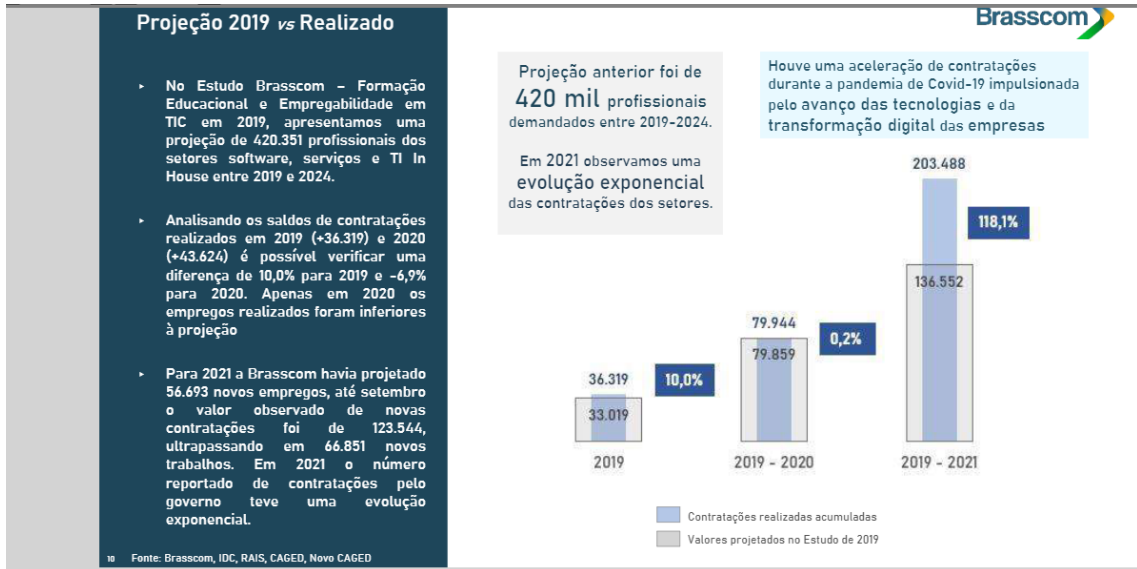 Projeção 2019 vs Realizado
▸ No Estudo Brasscom – Formação
Educacional e Empregabilidade em
TIC em 2019, apresentamos uma
projeção de 420.351 profissionais dos
setores software, serviços e TI In
House entre 2019 e 2024.
▸ Analisando os saldos de contratações
realizados em 2019 (+36.319) e 2020
(+43.624) é possível verificar uma
diferença de 10,0% para 2019 e -6,9%
para 2020. Apenas em 2020 os
empregos realizados foram inferiores
à projeção
▸ Para 2021 a Brasscom havia projetado
56.693 novos empregos, até setembro
o valor observado de novas
contratações foi de 123.544,
ultrapassando em 66.851 novos
trabalhos. Em 2021 o número
reportado de contratações pelo
governo teve uma evolução
exponencial.
10 Fonte: Brasscom, IDC, RAIS, CAGED, Novo CAGED
Brasscom
Projeção anterior foi de
420 mil profissionais
demandados entre 2019-2024.
Em 2021 observamos uma
evolução exponencial
das contratações dos setores.
Houve uma aceleração de contratações
durante a pandemia de Covid-19 impulsionada
pelo avanço das tecnologias e da
transformação digital das empresas
203.488
118,1%
136.552
79.944
0,2%
79.859
36.319
10,0%
33.019
2019
2019 - 2020
2019 - 2021
Contratações realizadas acumuladas
Valores projetados no Estudo de 2019